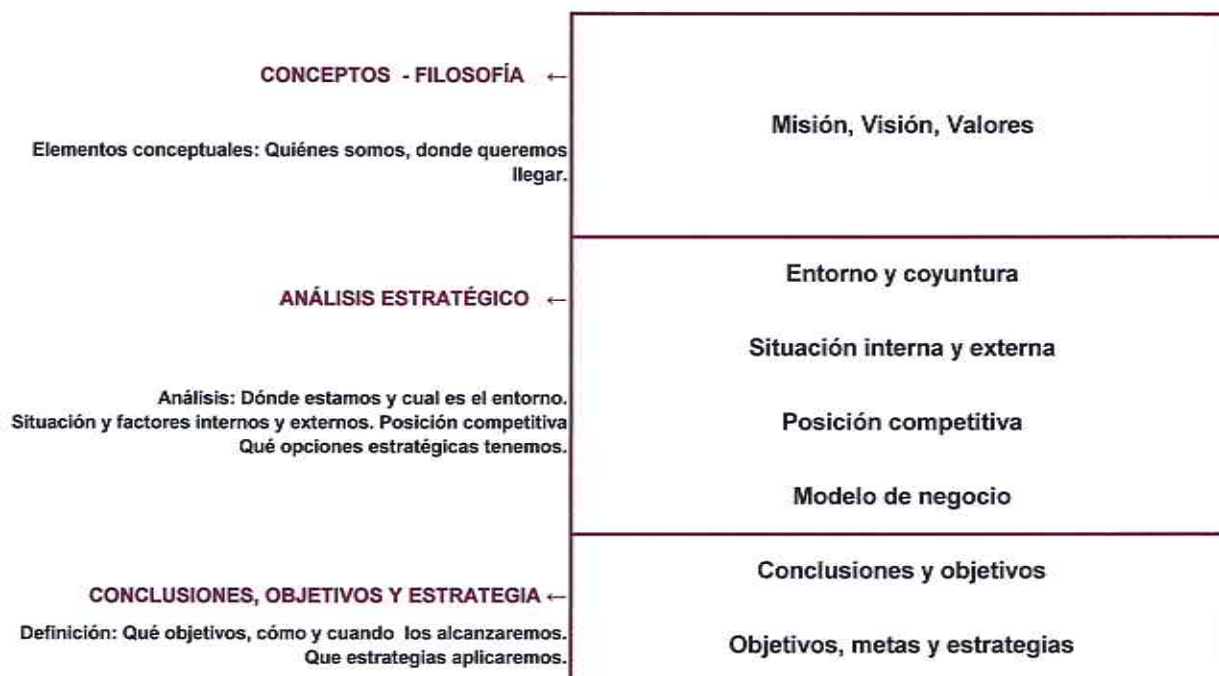 CONCEPTOS - FILOSOFÍA ←
Elementos conceptuales: Quiénes somos, donde queremos
llegar.
Misión, Visión, Valores
ANÁLISIS ESTRATÉGICO ←
Análisis: Dónde estamos y cual es el entorno.
Situación y factores internos y externos. Posición competitiva
Qué opciones estratégicas tenemos.
Entorno y coyuntura
Situación interna y externa
Posición competitiva
Modelo de negocio
CONCLUSIONES, OBJETIVOS Y ESTRATEGIA ←
Definición: Qué objetivos, cómo y cuando los alcanzaremos.
Que estrategias aplicaremos.
Conclusiones y objetivos
Objetivos, metas y estrategias